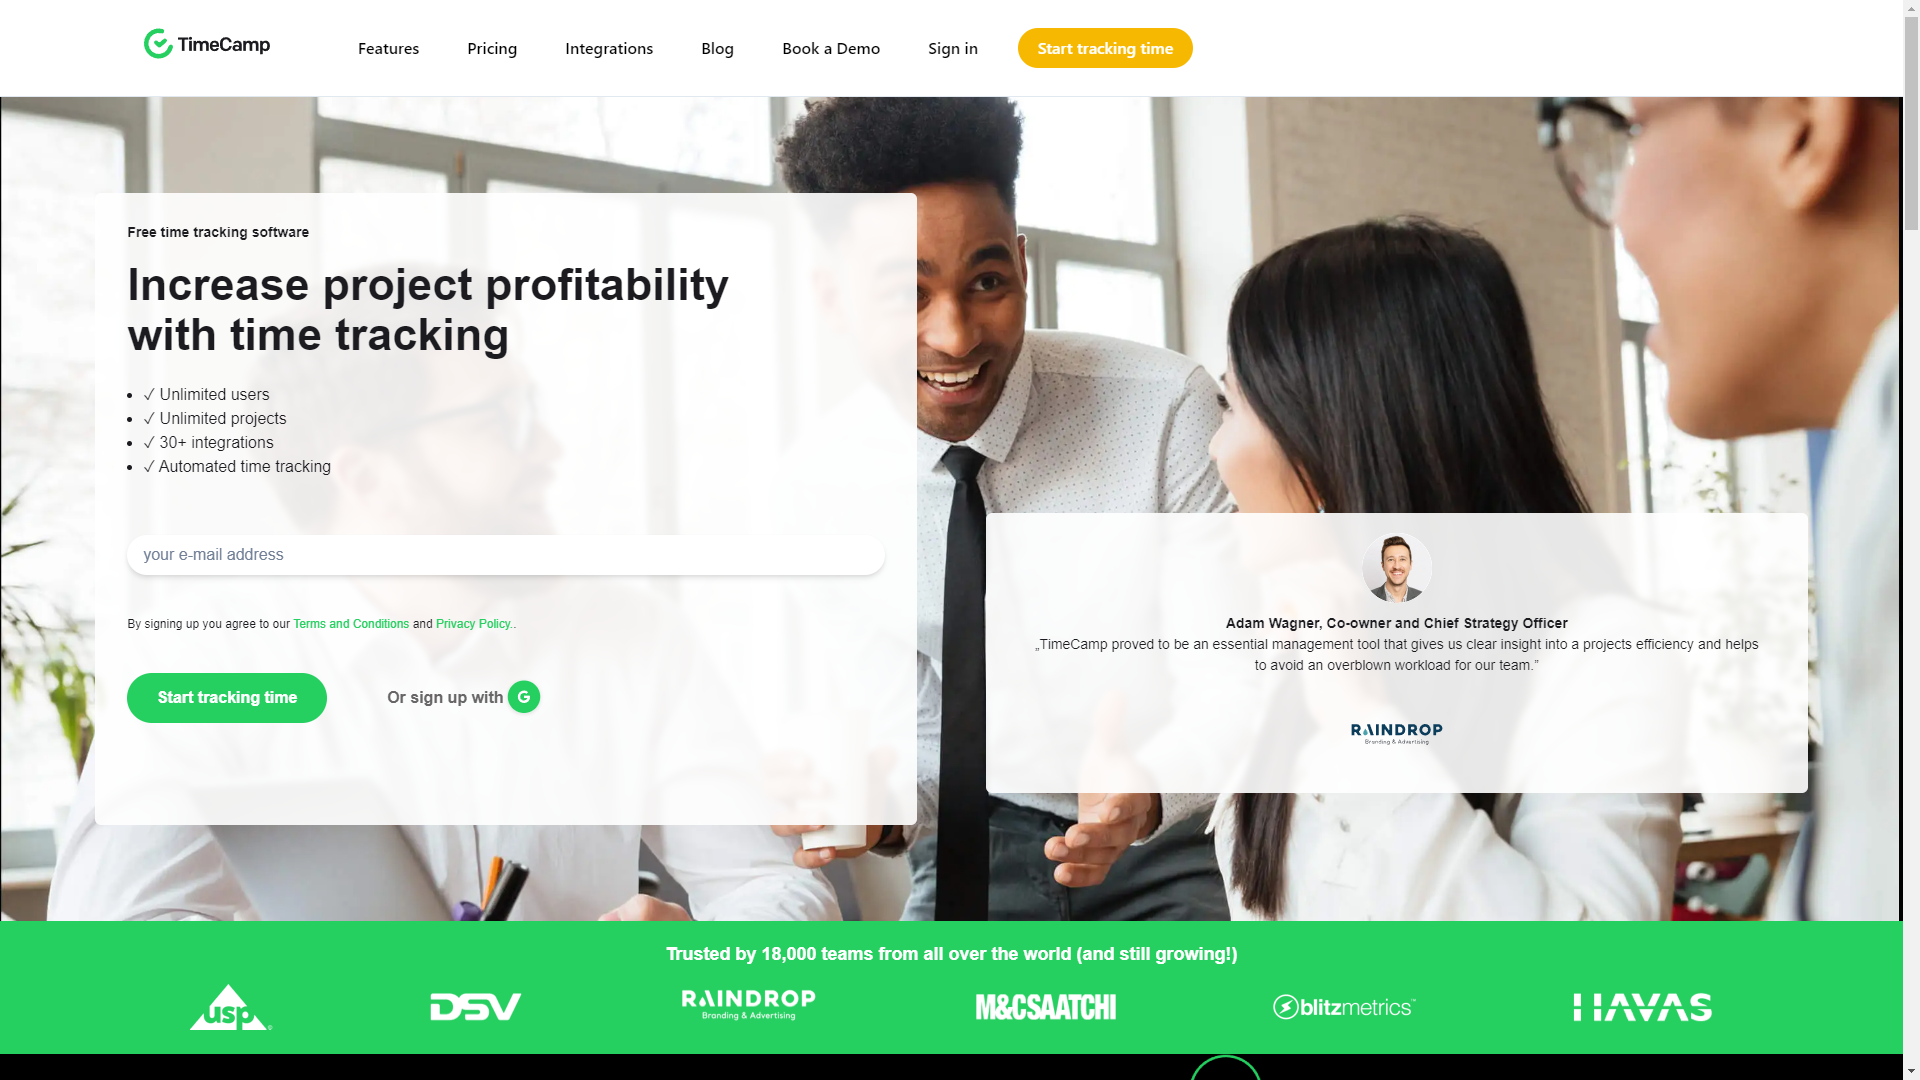 TimeCamp
Features
Pricing
Integrations
Blog
Book a Demo
Sign in
Start tracking time
Free time tracking software
Increase project profitability
with time tracking
✓ Unlimited users
✓ Unlimited projects
✓ 30+ integrations
✓ Automated time tracking
your e-mail address
By signing up you agree to our Terms and Conditions and Privacy Policy..
Start tracking time
Or sign up with G
Adam Wagner, Co-owner and Chief Strategy Officer
„TimeCamp proved to be an essential management tool that gives us clear insight into a projects efficiency and helps
to avoid an overblown workload for our team.”
RAINDROP
Branding & Advertising
Trusted by 18,000 teams from all over the world (and still growing!)
usp
DSV
RAINDROP
Branding & Advertising
M&CSAATCHI
blitzmetrics™
HAVAS